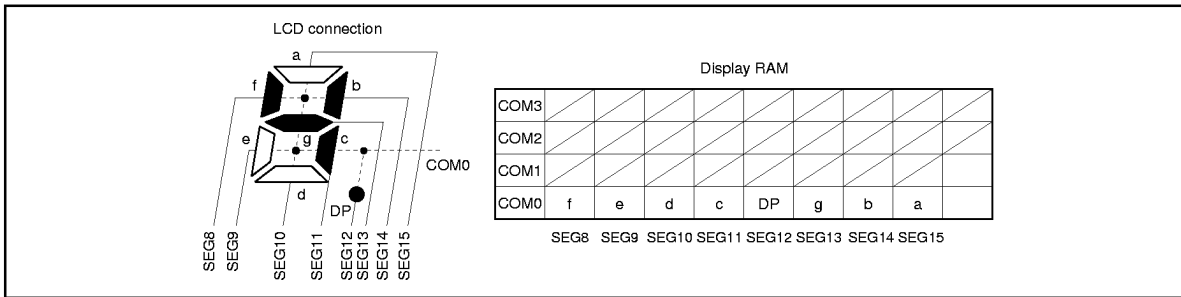 LCD connection
a
f
b
e
g
c
COM0
d
DP
SEG8
SEG9
SEG10
SEG11
SEG12
SEG13
SEG14
SEG15
Display RAM
COM3
COM2
COM1
COM0 f e d c DP g b a
SEG8 SEG9 SEG10 SEG11 SEG12 SEG13 SEG14 SEG15